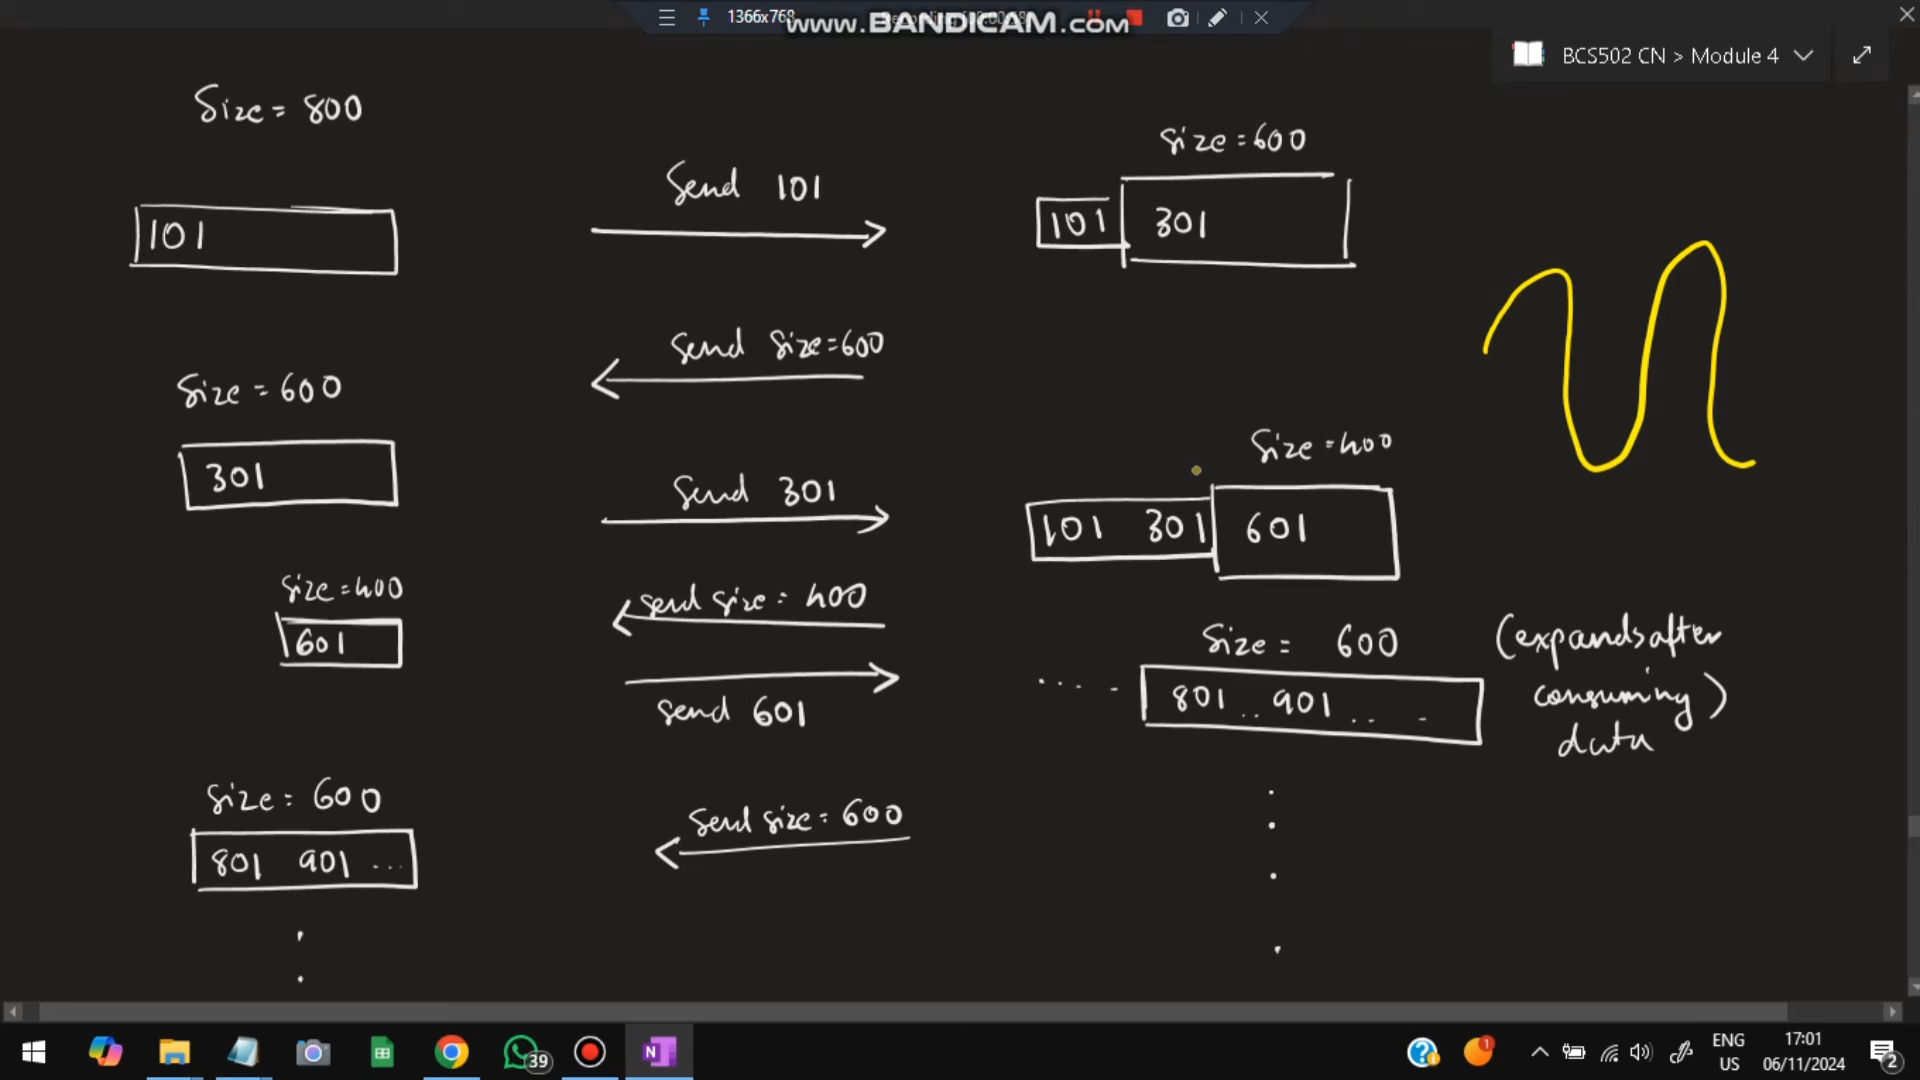 1366x768
www.BANDICAM.com
BCS502 CN > Module 4
Size = 800
Size = 600
Send 101
101
101 301
Send Size = 600
Size = 600
Size = 400
301
Send 301
101 301 601
Size = 400
send size = 400
601
Size = 600
(expands after
consuming)
data
801 .. 901 .. .
send 601
Size = 600
Send size = 600
801 901 ...
39
N
1
ENG
US
17:01
06/11/2024
2